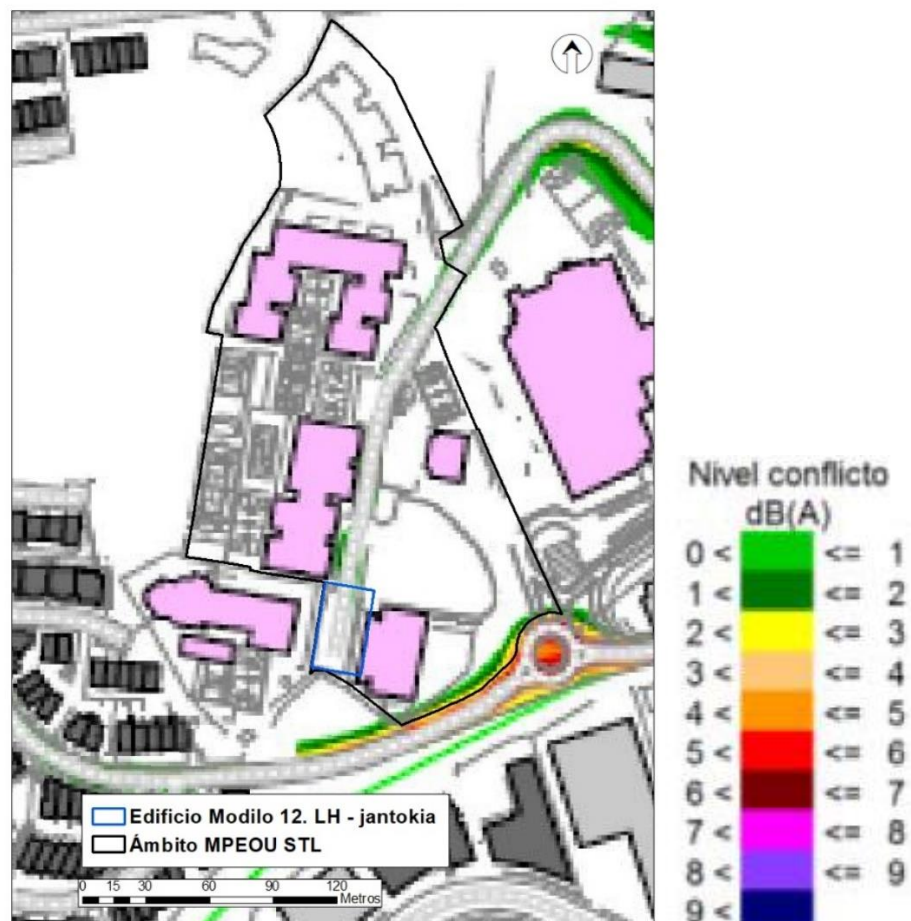 Nivel conflicto
dB(A)
0 < <= 1
1 < <= 2
2 < <= 3
3 < <= 4
4 < <= 5
5 < <= 6
6 < <= 7
7 < <= 8
8 < <= 9
9 <
Edificio Modilo 12. LH - jantokia
Ámbito MPEOU STL
0 15 30 60 90 120
Metros